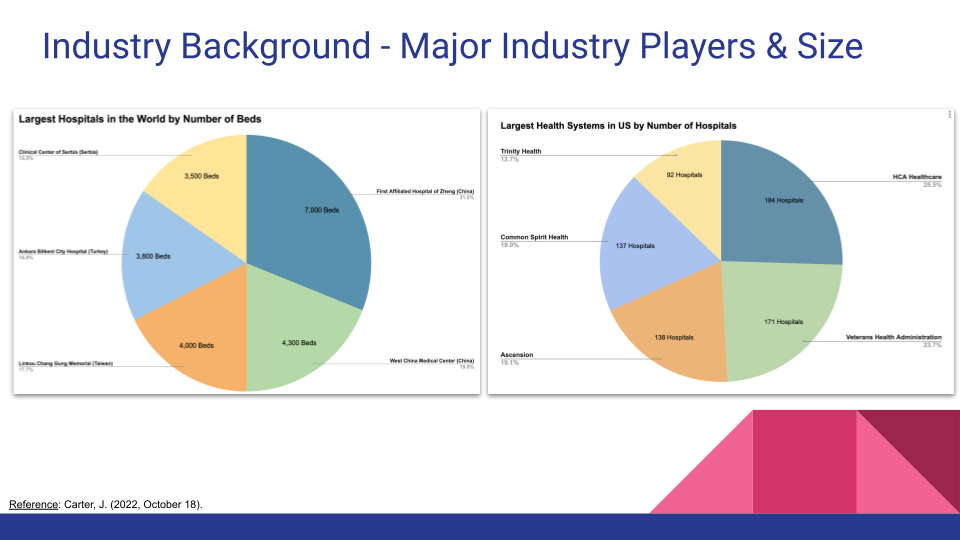 Industry Background - Major Industry Players & Size
Largest Hospitals in the World by Number of Beds
Clinical Center of Serbia (Serbia)
15.5%
3,500 Beds
First Affiliated Hospital of Zheng (China)
31.0%
7,000 Beds
Ankara Bilkent City Hospital (Turkey)
16.8%
3,800 Beds
4,000 Beds
4,300 Beds
Linkou Chang Gung Memorial (Taiwan)
17.7%
West China Medical Center (China)
19.0%
Largest Health Systems in US by Number of Hospitals
Trinity Health
12.7%
92 Hospitals
HCA Healthcare
25.5%
184 Hospitals
Common Spirit Health
19.0%
137 Hospitals
171 Hospitals
138 Hospitals
Veterans Health Administration
23.7%
Ascension
19.1%
Reference: Carter, J. (2022, October 18).